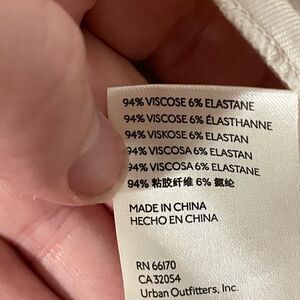 94% VISCOSE 6% ELASTANE
94% VISCOSE 6% ÉLASTHANNE
94% VISKOSE 6% ELASTAN
94% VISCOSA 6% ELASTAN
94% VISCOSA 6% ELASTANE
94% 粘胶纤维 6% 氨纶
MADE IN CHINA
HECHO EN CHINA
RN 66170
CA 32054
Urban Outfitters, Inc.